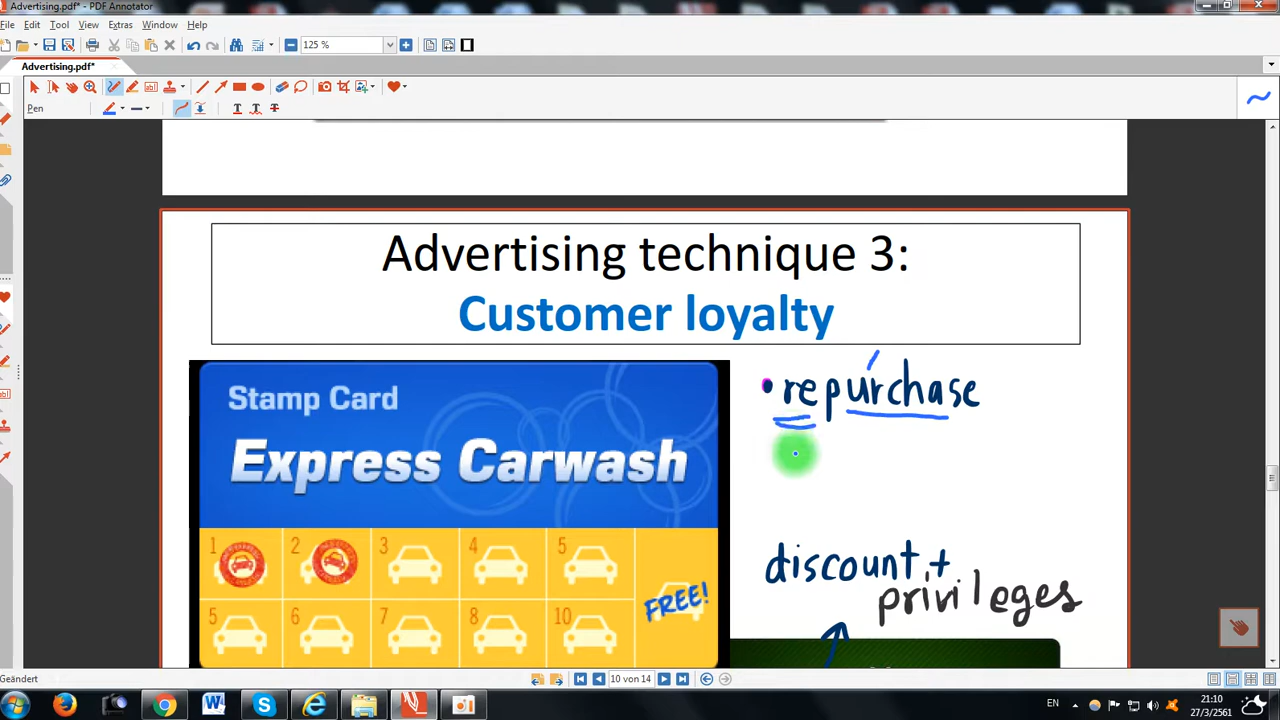 Advertising.pdf* - PDF Annotator
File Edit Tool View Extras Window Help
125 %
Advertising.pdf*
Pen
Advertising technique 3:
Customer loyalty
• repurchase
Stamp Card
Express Carwash
1 2 3 4 5
5 6 7 8 10
FREE!
discount +
privileges
Geändert
10 von 14
EN
21:10
27/3/2561